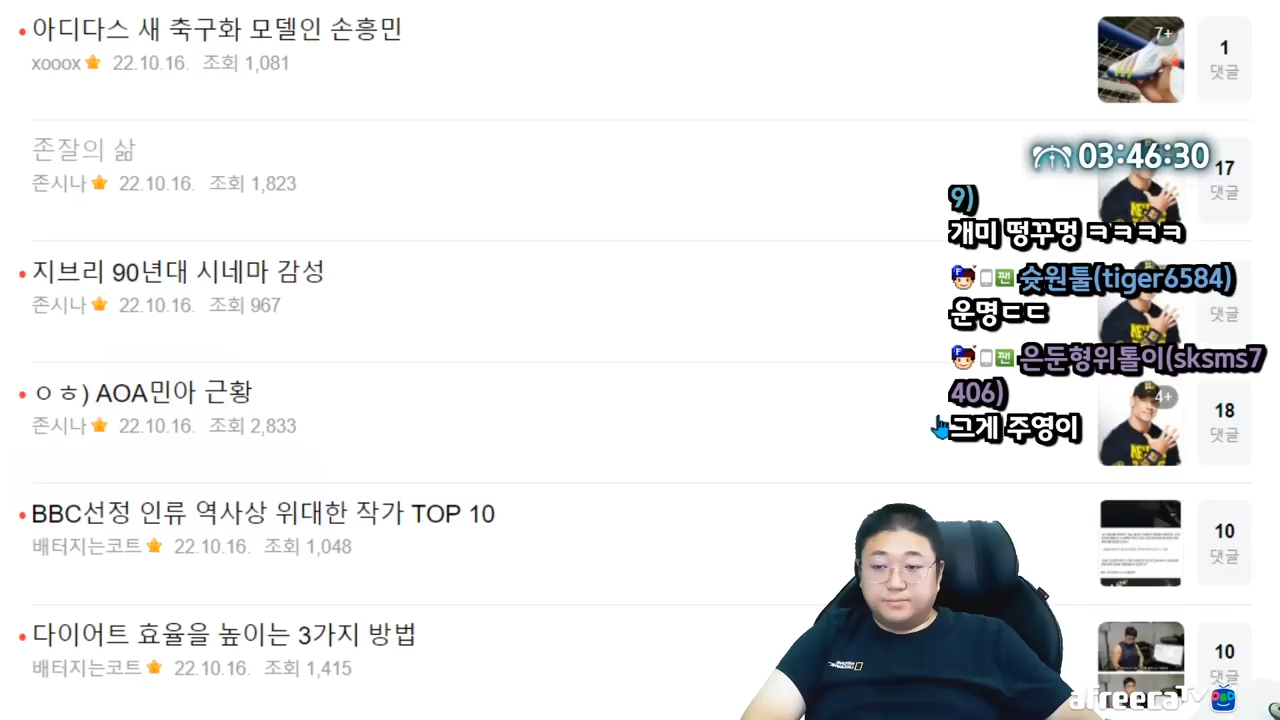 아디다스 새 축구화 모델인 손흥민
xooox 22.10.16. 조회 1,081
7+
1
댓글
존잘의 삶
존시나 22.10.16. 조회 1,823
03:46:30
17
댓글
9)
개미 떵꾸멍 ㅋㅋㅋㅋ
지브리 90년대 시네마 감성
존시나 22.10.16. 조회 967
짼 슛원툴(tiger6584)
운명ㄷㄷ
댓글
짼 은둔형위톨이(sksms7
406)
그게 주영이
ㅇㅎ) AOA민아 근황
존시나 22.10.16. 조회 2,833
4+
18
댓글
BBC선정 인류 역사상 위대한 작가 TOP 10
배터지는코트 22.10.16. 조회 1,048
10
댓글
다이어트 효율을 높이는 3가지 방법
배터지는코트 22.10.16. 조회 1,415
10
댓글
afreecaTV